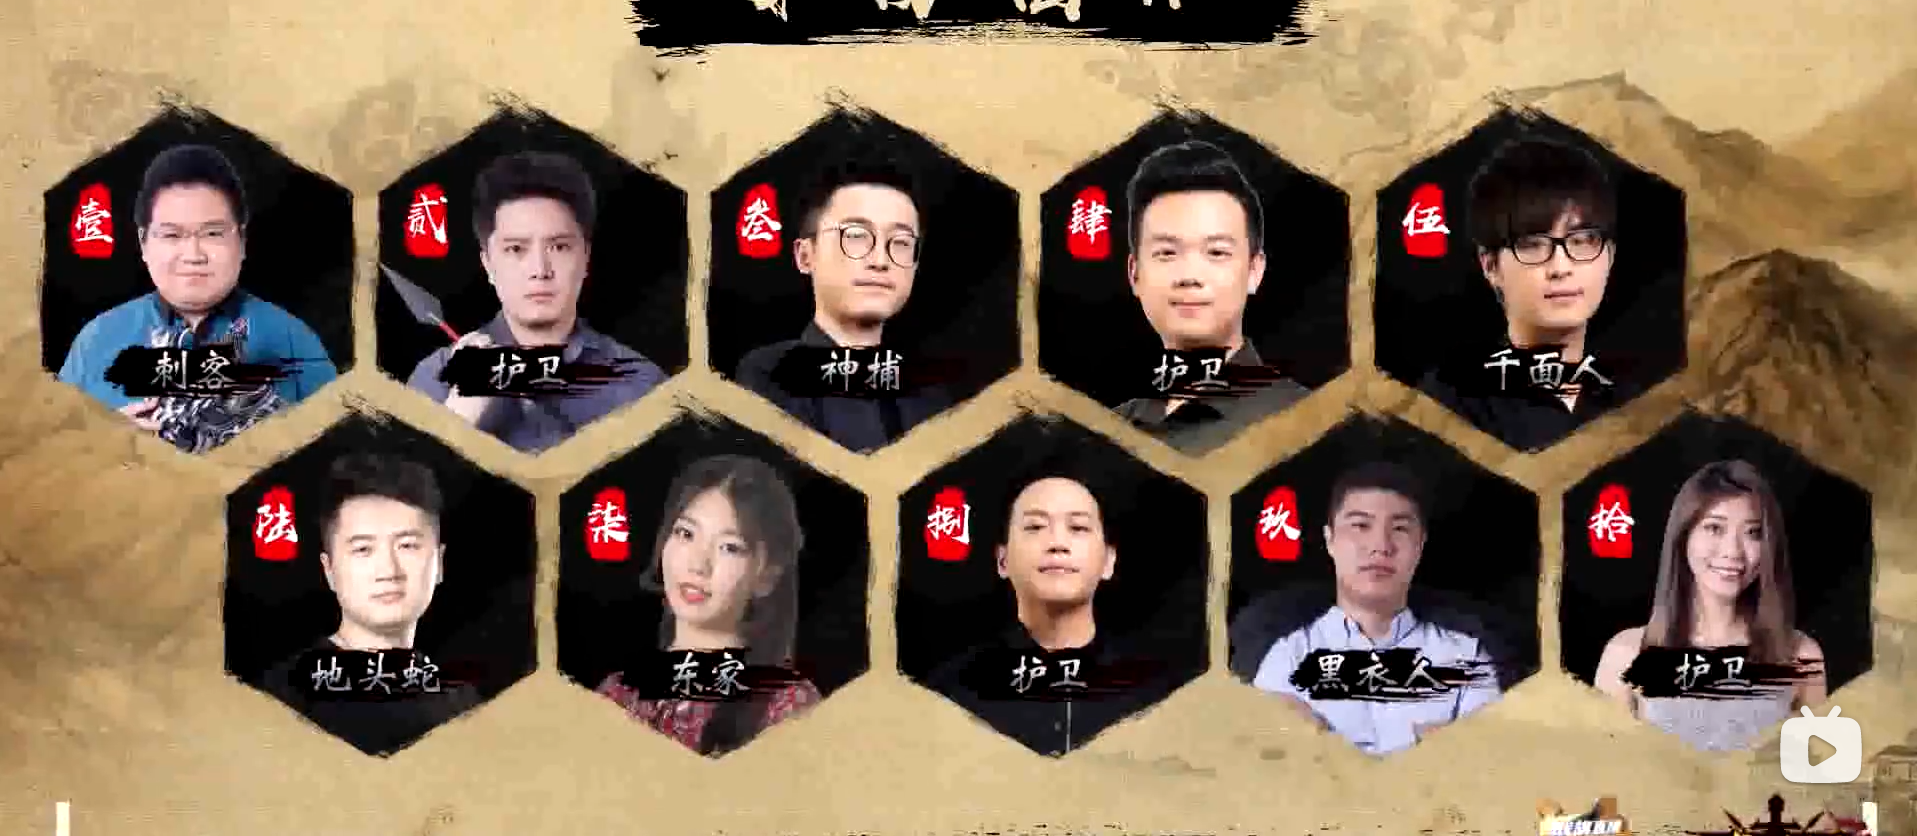 壹
刺客
贰
护卫
叁
神捕
肆
护卫
伍
千面人
陆
地头蛇
柒
东家
捌
护卫
玖
黑衣人
拾
护卫